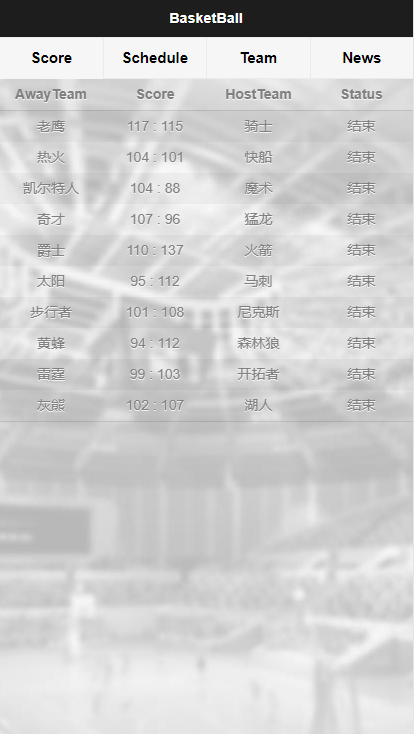 BasketBall
Score Schedule Team News
AwayTeam Score HostTeam Status
老鹰 117 : 115 骑士 结束
热火 104 : 101 快船 结束
凯尔特人 104 : 88 魔术 结束
奇才 107 : 96 猛龙 结束
爵士 110 : 137 火箭 结束
太阳 95 : 112 马刺 结束
步行者 101 : 108 尼克斯 结束
黄蜂 94 : 112 森林狼 结束
雷霆 99 : 103 开拓者 结束
灰熊 102 : 107 湖人 结束